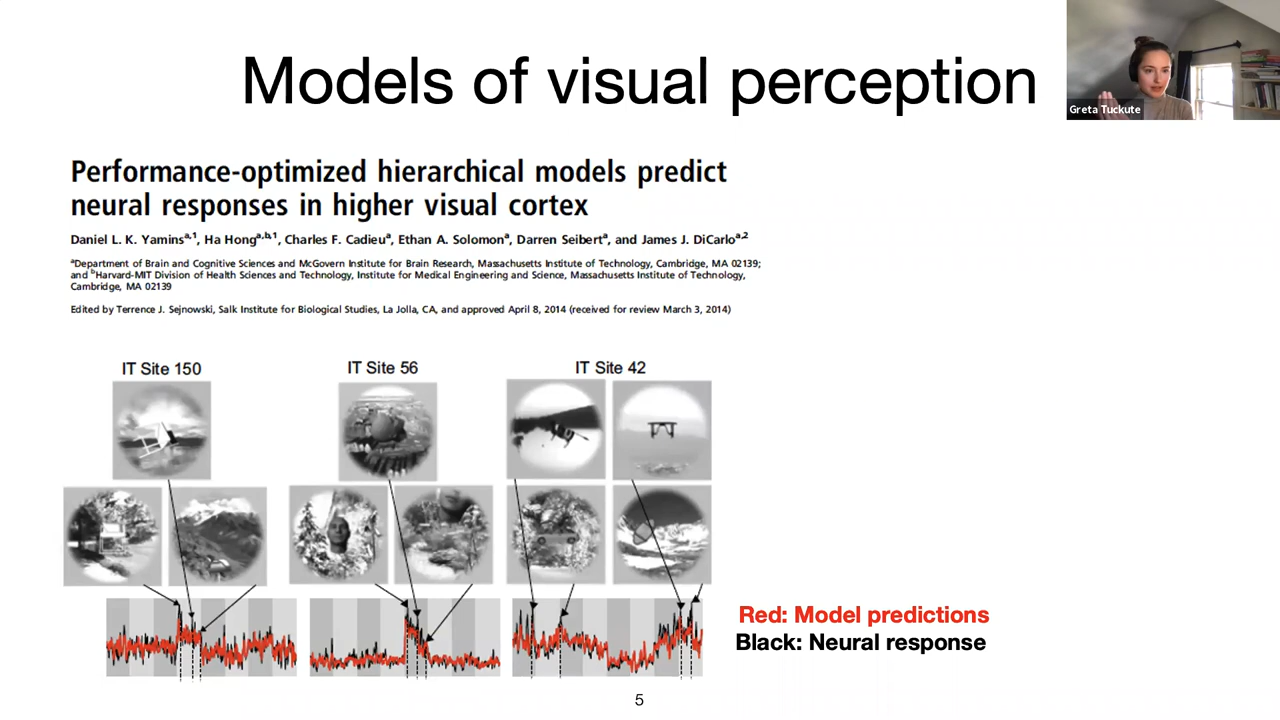 Models of visual perception
Greta Tuckute
Performance-optimized hierarchical models predict
neural responses in higher visual cortex
Daniel L. K. Yamins^a,1, Ha Hong^a,b,1, Charles F. Cadieu^a, Ethan A. Solomon^a, Darren Seibert^a, and James J. DiCarlo^a,2
^aDepartment of Brain and Cognitive Sciences and McGovern Institute for Brain Research, Massachusetts Institute of Technology, Cambridge, MA 02139;
and ^bHarvard-MIT Division of Health Sciences and Technology, Institute for Medical Engineering and Science, Massachusetts Institute of Technology,
Cambridge, MA 02139
Edited by Terrence J. Sejnowski, Salk Institute for Biological Studies, La Jolla, CA, and approved April 8, 2014 (received for review March 3, 2014)
IT Site 150
IT Site 56
IT Site 42
Red: Model predictions
Black: Neural response
5